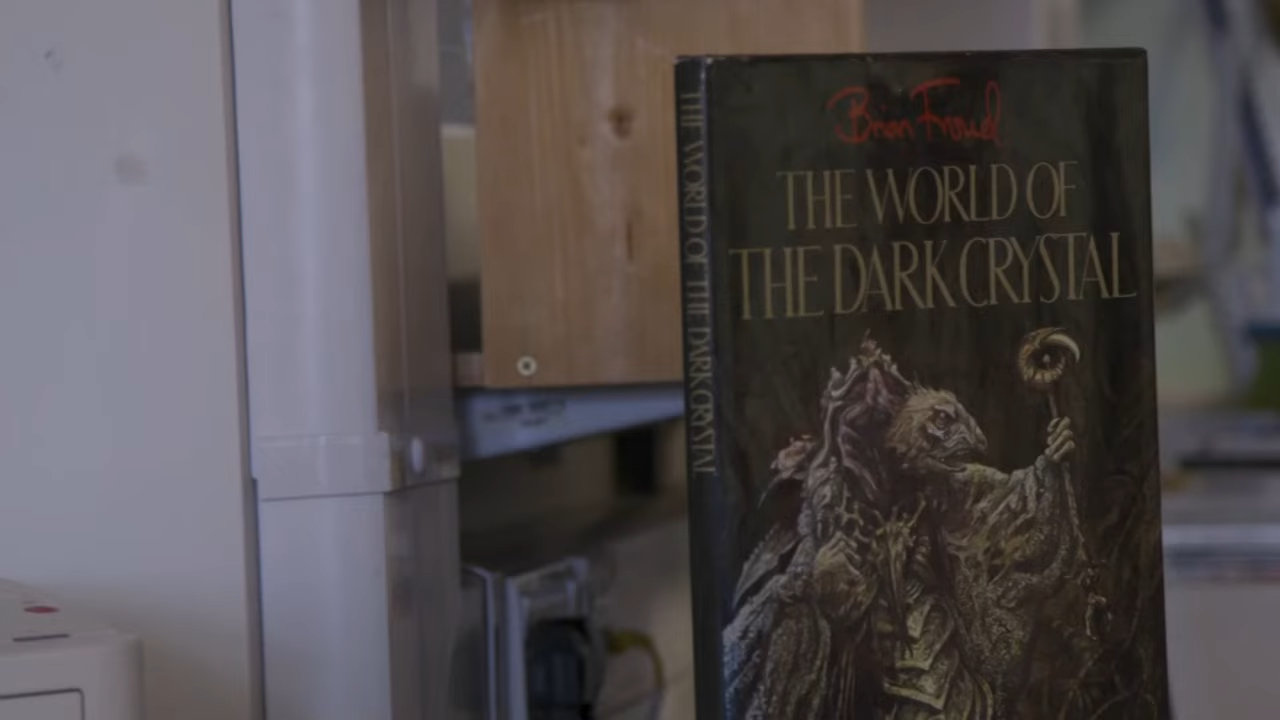 Brian Froud
THE WORLD OF
THE DARK CRYSTAL
THE WORLD OF THE DARK CRYSTAL